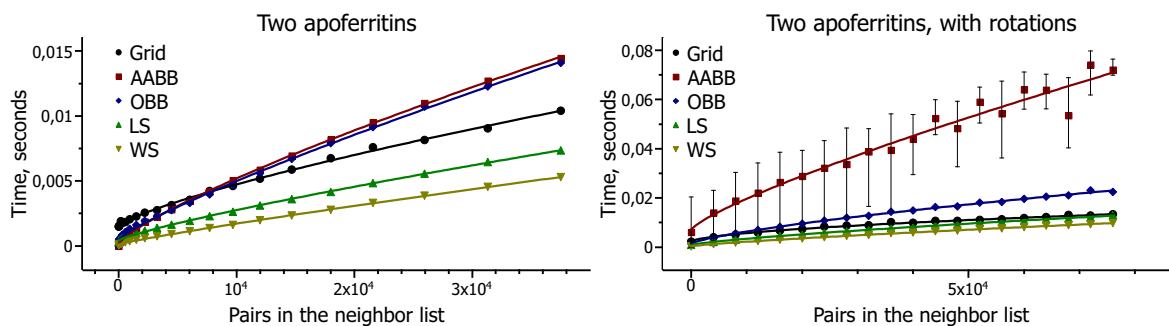 Two apoferritins
Time, seconds
0,015
0,010
0,005
0
Grid
AABB
OBB
LS
WS
0
10⁴
2x10⁴
3x10⁴
Pairs in the neighbor list
Two apoferritins, with rotations
Time, seconds
0,08
0,06
0,04
0,02
0
Grid
AABB
OBB
LS
WS
0
5x10⁴
Pairs in the neighbor list